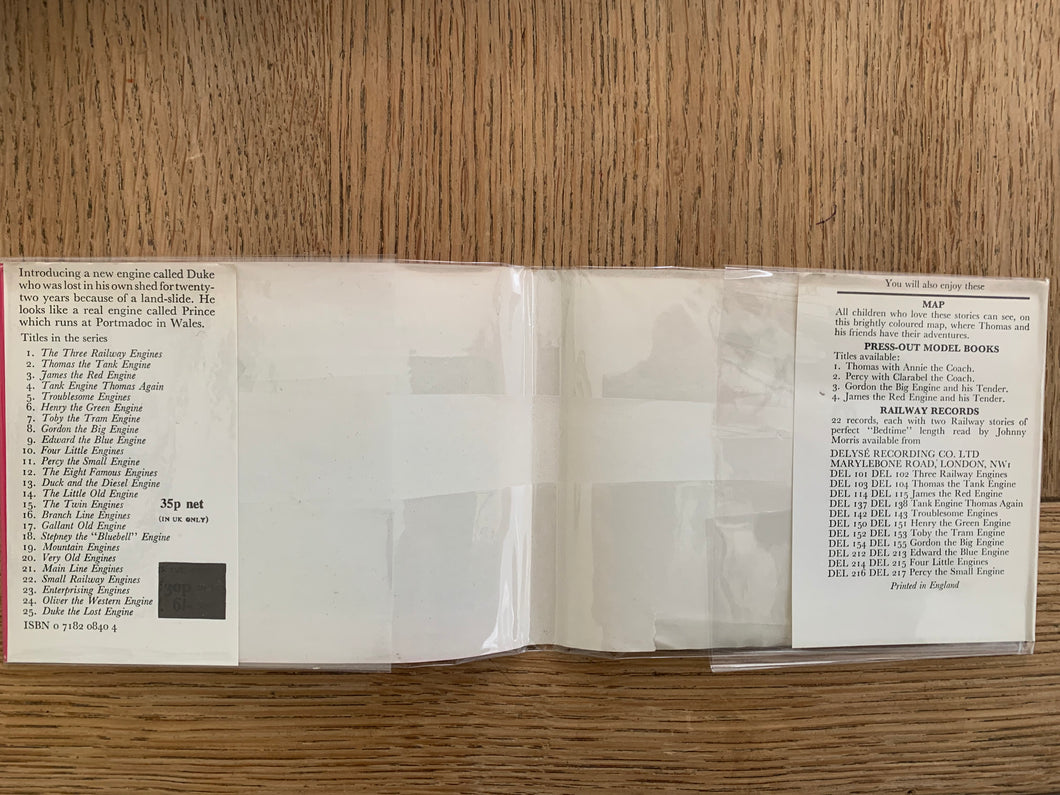 Introducing a new engine called Duke
who was lost in his own shed for twenty-
two years because of a land-slide. He
looks like a real engine called Prince
which runs at Portmadoc in Wales.
Titles in the series
1. The Three Railway Engines
2. Thomas the Tank Engine
3. James the Red Engine
4. Tank Engine Thomas Again
5. Troublesome Engines
6. Henry the Green Engine
7. Toby the Tram Engine
8. Gordon the Big Engine
9. Edward the Blue Engine
10. Four Little Engines
11. Percy the Small Engine
12. The Eight Famous Engines
13. Duck and the Diesel Engine
14. The Little Old Engine
15. The Twin Engines
16. Branch Line Engines
17. Gallant Old Engine
18. Stepney the "Bluebell" Engine
19. Mountain Engines
20. Very Old Engines
21. Main Line Engines
22. Small Railway Engines
23. Enterprising Engines
24. Oliver the Western Engine
25. Duke the Lost Engine
ISBN 0 7182 0840 4
35p net
(IN UK ONLY)
30p
6/-
You will also enjoy these
MAP
All children who love these stories can see, on
this brightly coloured map, where Thomas and
his friends have their adventures.
PRESS-OUT MODEL BOOKS
Titles available:
1. Thomas with Annie the Coach.
2. Percy with Clarabel the Coach.
3. Gordon the Big Engine and his Tender.
4. James the Red Engine and his Tender.
RAILWAY RECORDS
22 records, each with two Railway stories of
perfect "Bedtime" length read by Johnny
Morris available from
DELYSÉ RECORDING CO. LTD
MARYLEBONE ROAD, LONDON, NW1
DEL 101 DEL 102 Three Railway Engines
DEL 103 DEL 104 Thomas the Tank Engine
DEL 114 DEL 115 James the Red Engine
DEL 137 DEL 138 Tank Engine Thomas Again
DEL 142 DEL 143 Troublesome Engines
DEL 150 DEL 151 Henry the Green Engine
DEL 152 DEL 153 Toby the Tram Engine
DEL 154 DEL 155 Gordon the Big Engine
DEL 212 DEL 213 Edward the Blue Engine
DEL 214 DEL 215 Four Little Engines
DEL 216 DEL 217 Percy the Small Engine
Printed in England